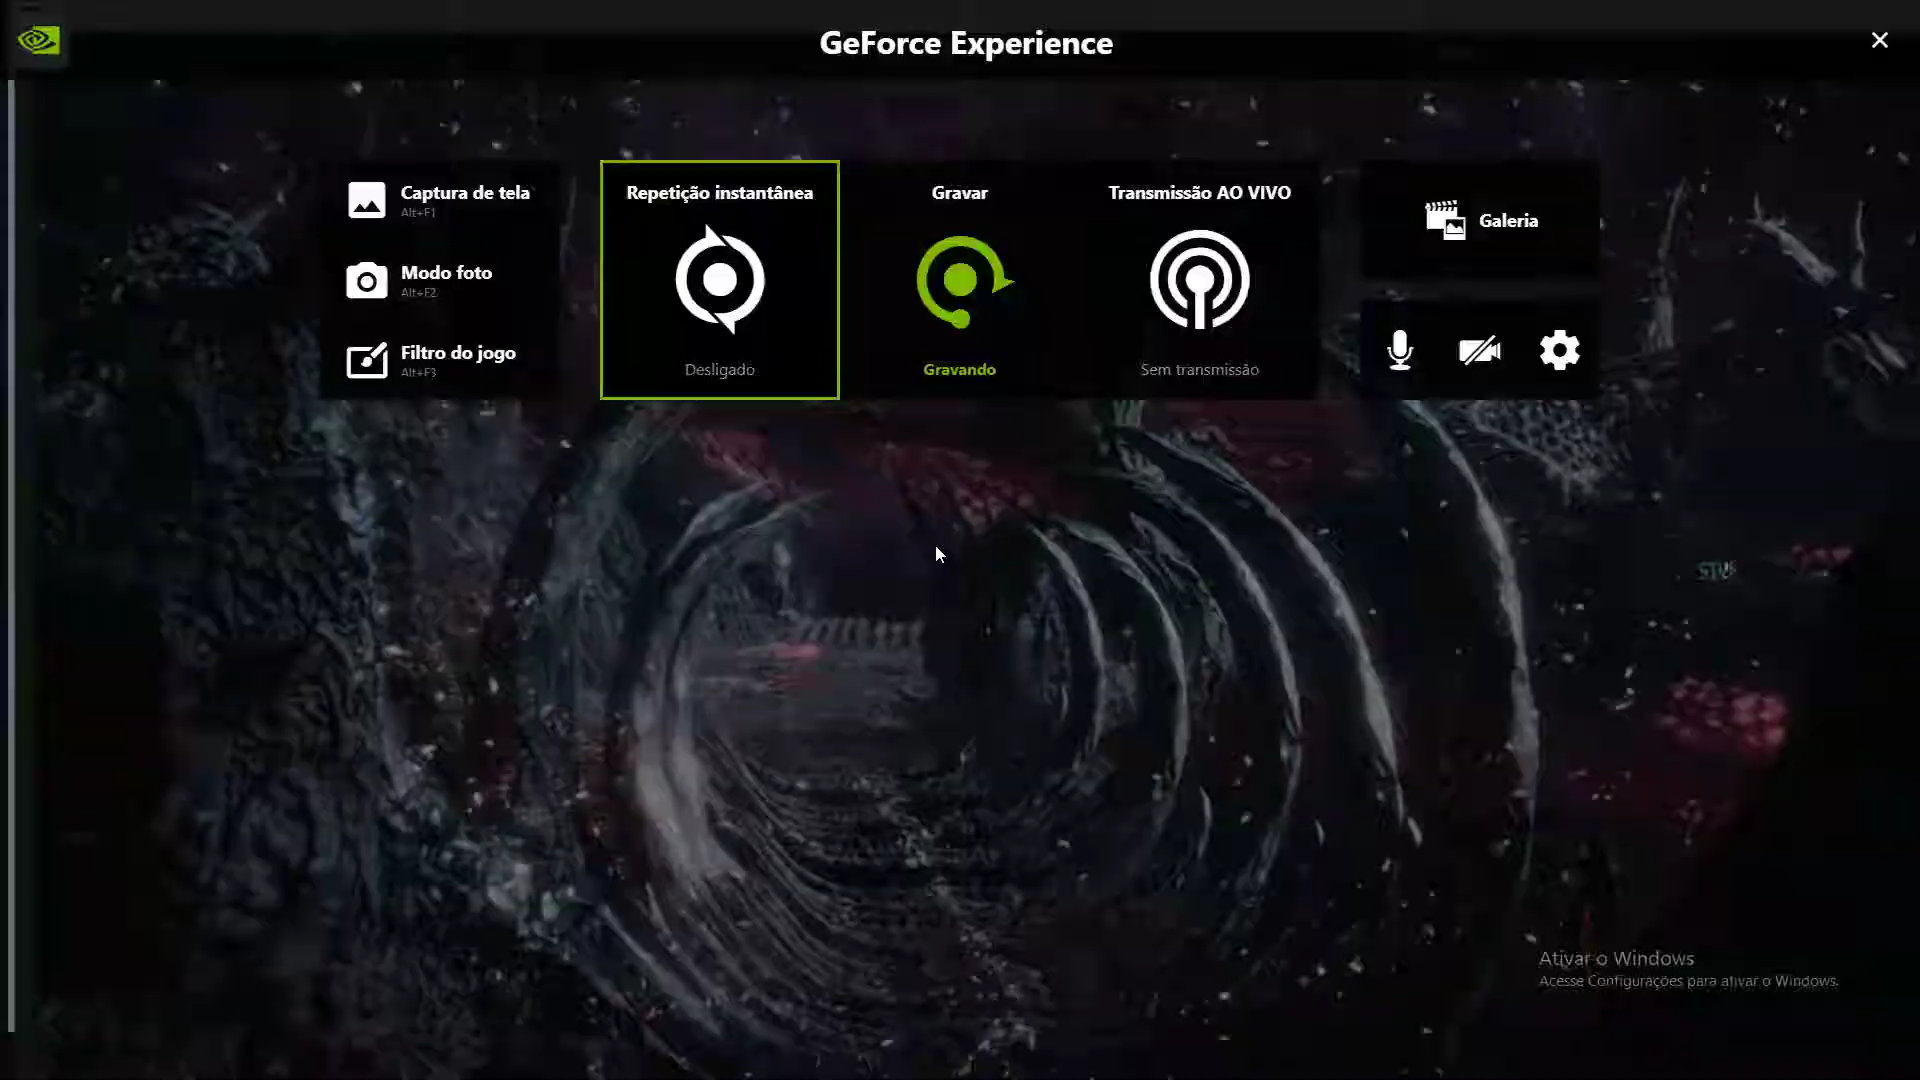 GeForce Experience
Captura de tela
Alt+F1
Modo foto
Alt+F2
Filtro do jogo
Alt+F3
Repetição instantânea
Desligado
Gravar
Gravando
Transmissão AO VIVO
Sem transmissão
Galeria
Ativar o Windows
Acesse Configurações para ativar o Windows.